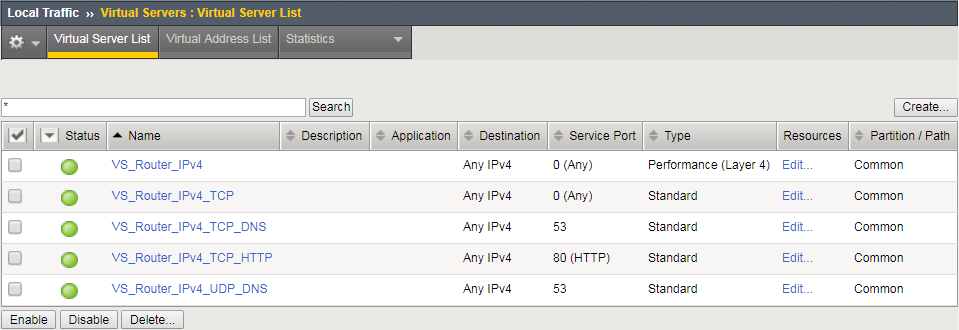 Local Traffic ›› Virtual Servers : Virtual Server List
Virtual Server List Virtual Address List Statistics
* Search Create...
Status Name Description Application Destination Service Port Type Resources Partition / Path
VS_Router_IPv4 Any IPv4 0 (Any) Performance (Layer 4) Edit... Common
VS_Router_IPv4_TCP Any IPv4 0 (Any) Standard Edit... Common
VS_Router_IPv4_TCP_DNS Any IPv4 53 Standard Edit... Common
VS_Router_IPv4_TCP_HTTP Any IPv4 80 (HTTP) Standard Edit... Common
VS_Router_IPv4_UDP_DNS Any IPv4 53 Standard Edit... Common
Enable Disable Delete...